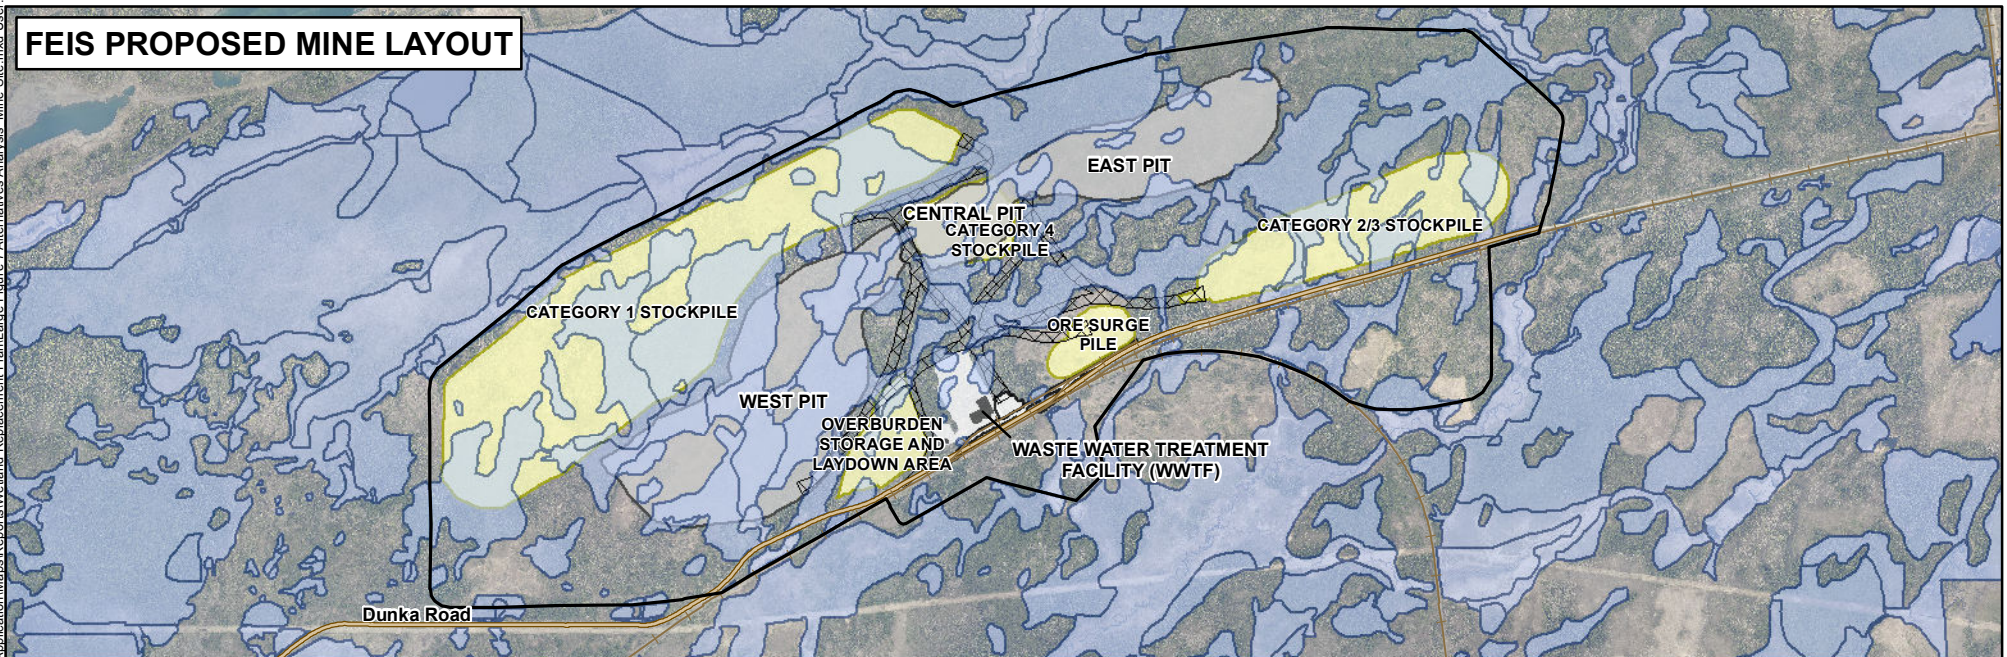 FEIS PROPOSED MINE LAYOUT
EAST PIT
CENTRAL PIT
CATEGORY 4
STOCKPILE
CATEGORY 2/3 STOCKPILE
CATEGORY 1 STOCKPILE
ORE SURGE
PILE
WEST PIT
OVERBURDEN
STORAGE AND
LAYDOWN AREA
WASTE WATER TREATMENT
FACILITY (WWTF)
Dunka Road